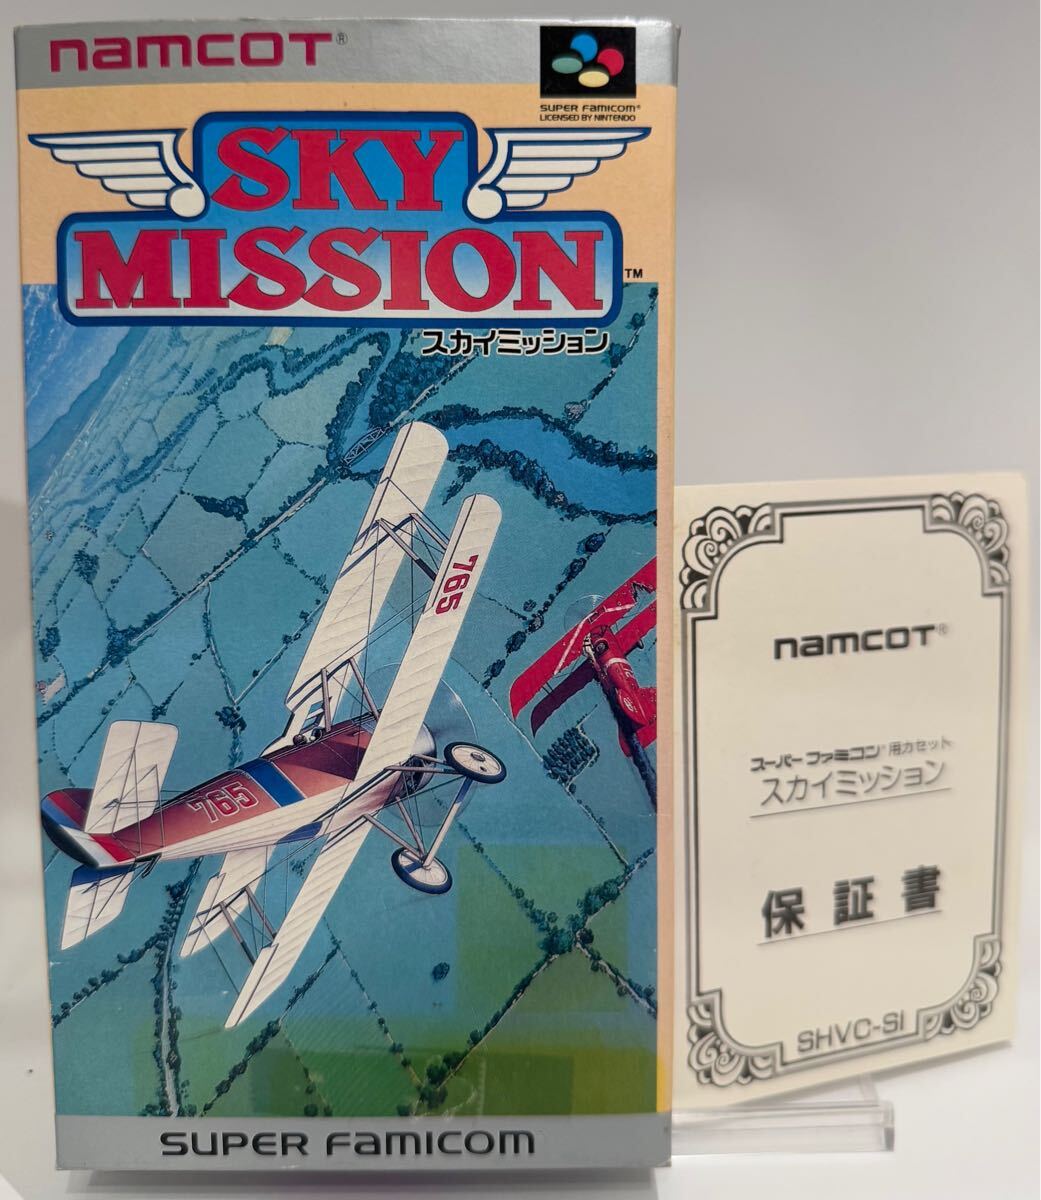 namcot®
SUPER FAMICOM®
LICENSED BY NINTENDO
SKY
MISSION™
スカイミッション
765
765
SUPER FAMICOM
namcot®
スーパーファミコン®用カセット
スカイミッション
保証書
SHVC-SI